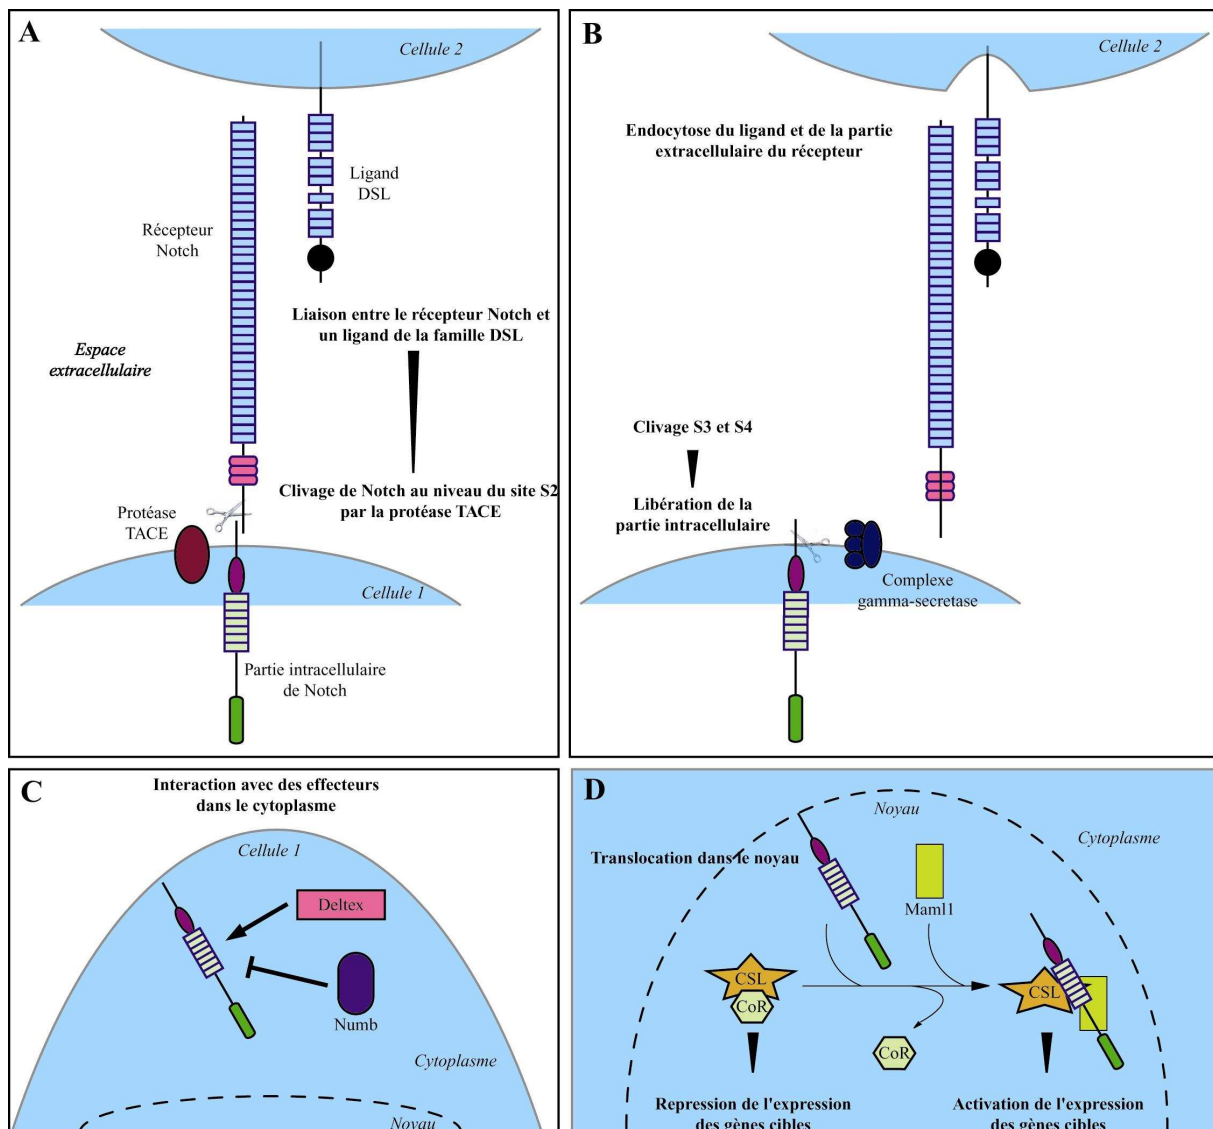 A
Cellule 2
Ligand
DSL
Récepteur
Notch
Liaison entre le récepteur Notch et
un ligand de la famille DSL
Espace
extracellulaire
Clivage de Notch au niveau du site S2
par la protéase TACE
Protéase
TACE
Cellule 1
Partie intracellulaire
de Notch
B
Cellule 2
Endocytose du ligand et de la partie
extracellulaire du récepteur
Clivage S3 et S4
Libération de la
partie intracellulaire
Complexe
gamma-secretase
C
Interaction avec des effecteurs
dans le cytoplasme
Cellule 1
Deltex
Numb
Cytoplasme
Noyau
D
Noyau
Cytoplasme
Translocation dans le noyau
Maml1
CSL
CoR
CSL
CoR
Repression de l'expression
des gènes cibles
Activation de l'expression
des gènes cibles